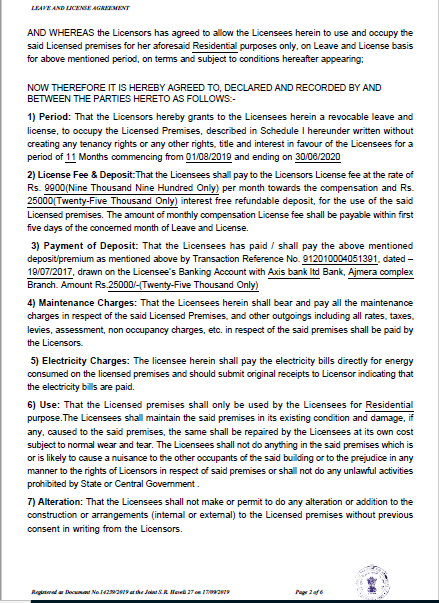 LEAVE AND LICENSE AGREEMENT
AND WHEREAS the Licensors has agreed to allow the Licensees herein to use and occupy the
said Licensed premises for her aforesaid Residential purposes only, on Leave and License basis
for above mentioned period, on terms and subject to conditions hereafter appearing;
NOW THEREFORE IT IS HEREBY AGREED TO, DECLARED AND RECORDED BY AND
BETWEEN THE PARTIES HERETO AS FOLLOWS:-
1) Period: That the Licensors hereby grants to the Licensees herein a revocable leave and
license, to occupy the Licensed Premises, described in Schedule I hereunder written without
creating any tenancy rights or any other rights, title and interest in favour of the Licensees for a
period of 11 Months commencing from 01/08/2019 and ending on 30/06/2020
2) License Fee & Deposit:That the Licensees shall pay to the Licensors License fee at the rate of
Rs. 9900(Nine Thousand Nine Hundred Only) per month towards the compensation and Rs.
25000(Twenty-Five Thousand Only) interest free refundable deposit, for the use of the said
Licensed premises. The amount of monthly compensation License fee shall be payable within first
five days of the concerned month of Leave and License.
3) Payment of Deposit: That the Licensees has paid / shall pay the above mentioned
deposit/premium as mentioned above by Transaction Reference No. 912010004051391, dated –
19/07/2017, drawn on the Licensee's Banking Account with Axis bank ltd Bank, Ajmera complex
Branch. Amount Rs.25000/-(Twenty-Five Thousand Only)
4) Maintenance Charges: That the Licensees herein shall bear and pay all the maintenance
charges in respect of the said Licensed Premises, and other outgoings including all rates, taxes,
levies, assessment, non occupancy charges, etc. in respect of the said premises shall be paid by
the Licensors.
5) Electricity Charges: The licensee herein shall pay the electricity bills directly for energy
consumed on the licensed premises and should submit original receipts to Licensor indicating that
the electricity bills are paid.
6) Use: That the Licensed premises shall only be used by the Licensees for Residential
purpose.The Licensees shall maintain the said premises in its existing condition and damage, if
any, caused to the said premises, the same shall be repaired by the Licensees at its own cost
subject to normal wear and tear. The Licensees shall not do anything in the said premises which is
or is likely to cause a nuisance to the other occupants of the said building or to the prejudice in any
manner to the rights of Licensors in respect of said premises or shall not do any unlawful activities
prohibited by State or Central Government .
7) Alteration: That the Licensees shall not make or permit to do any alteration or addition to the
construction or arrangements (internal or external) to the Licensed premises without previous
consent in writing from the Licensors.
Registered as Document No.14239/2019 at the Joint S.R. Haveli 27 on 17/09/2019
Page 2 of 6